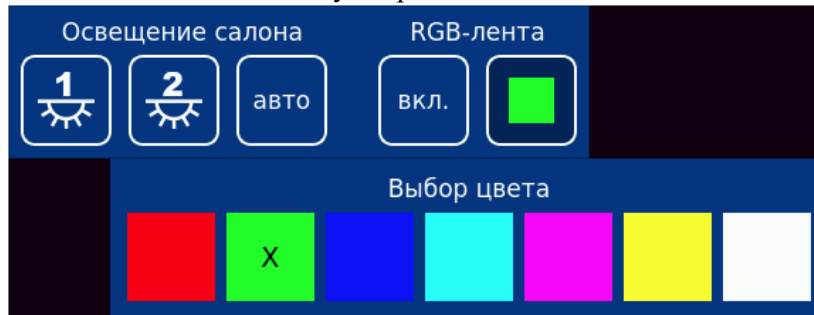 Освещение салона
RGB-лента
1
2
авто
вкл.
Выбор цвета
X